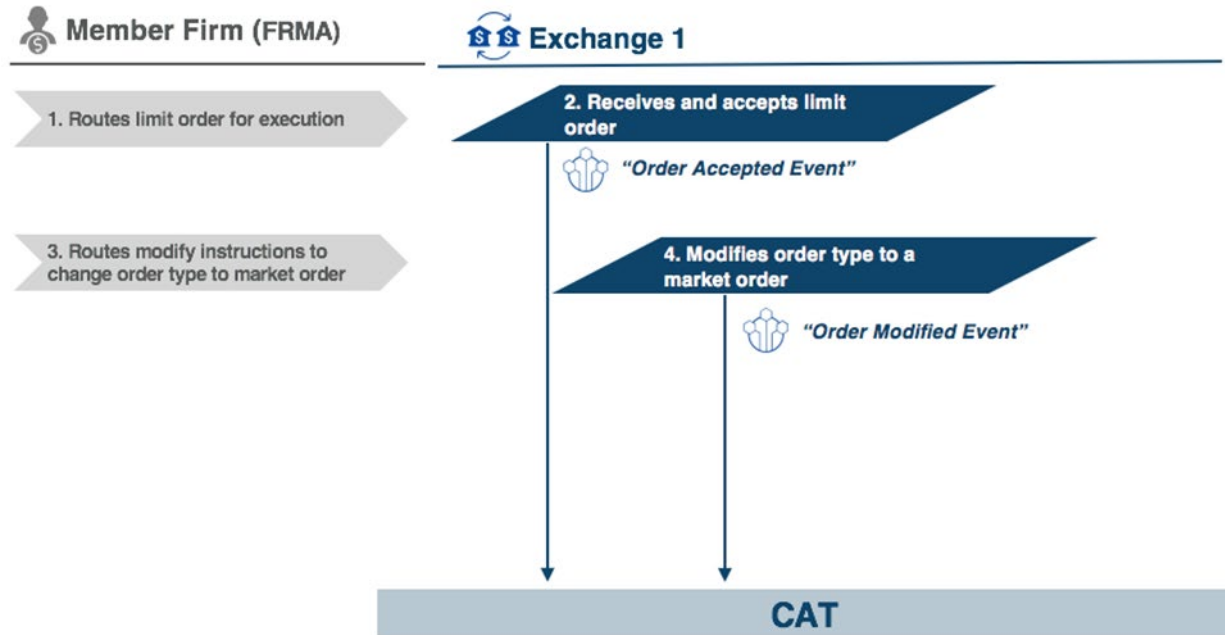 Member Firm (FRMA)
Exchange 1
1. Routes limit order for execution
2. Receives and accepts limit
order
“Order Accepted Event”
3. Routes modify instructions to
change order type to market order
4. Modifies order type to a
market order
“Order Modified Event”
CAT